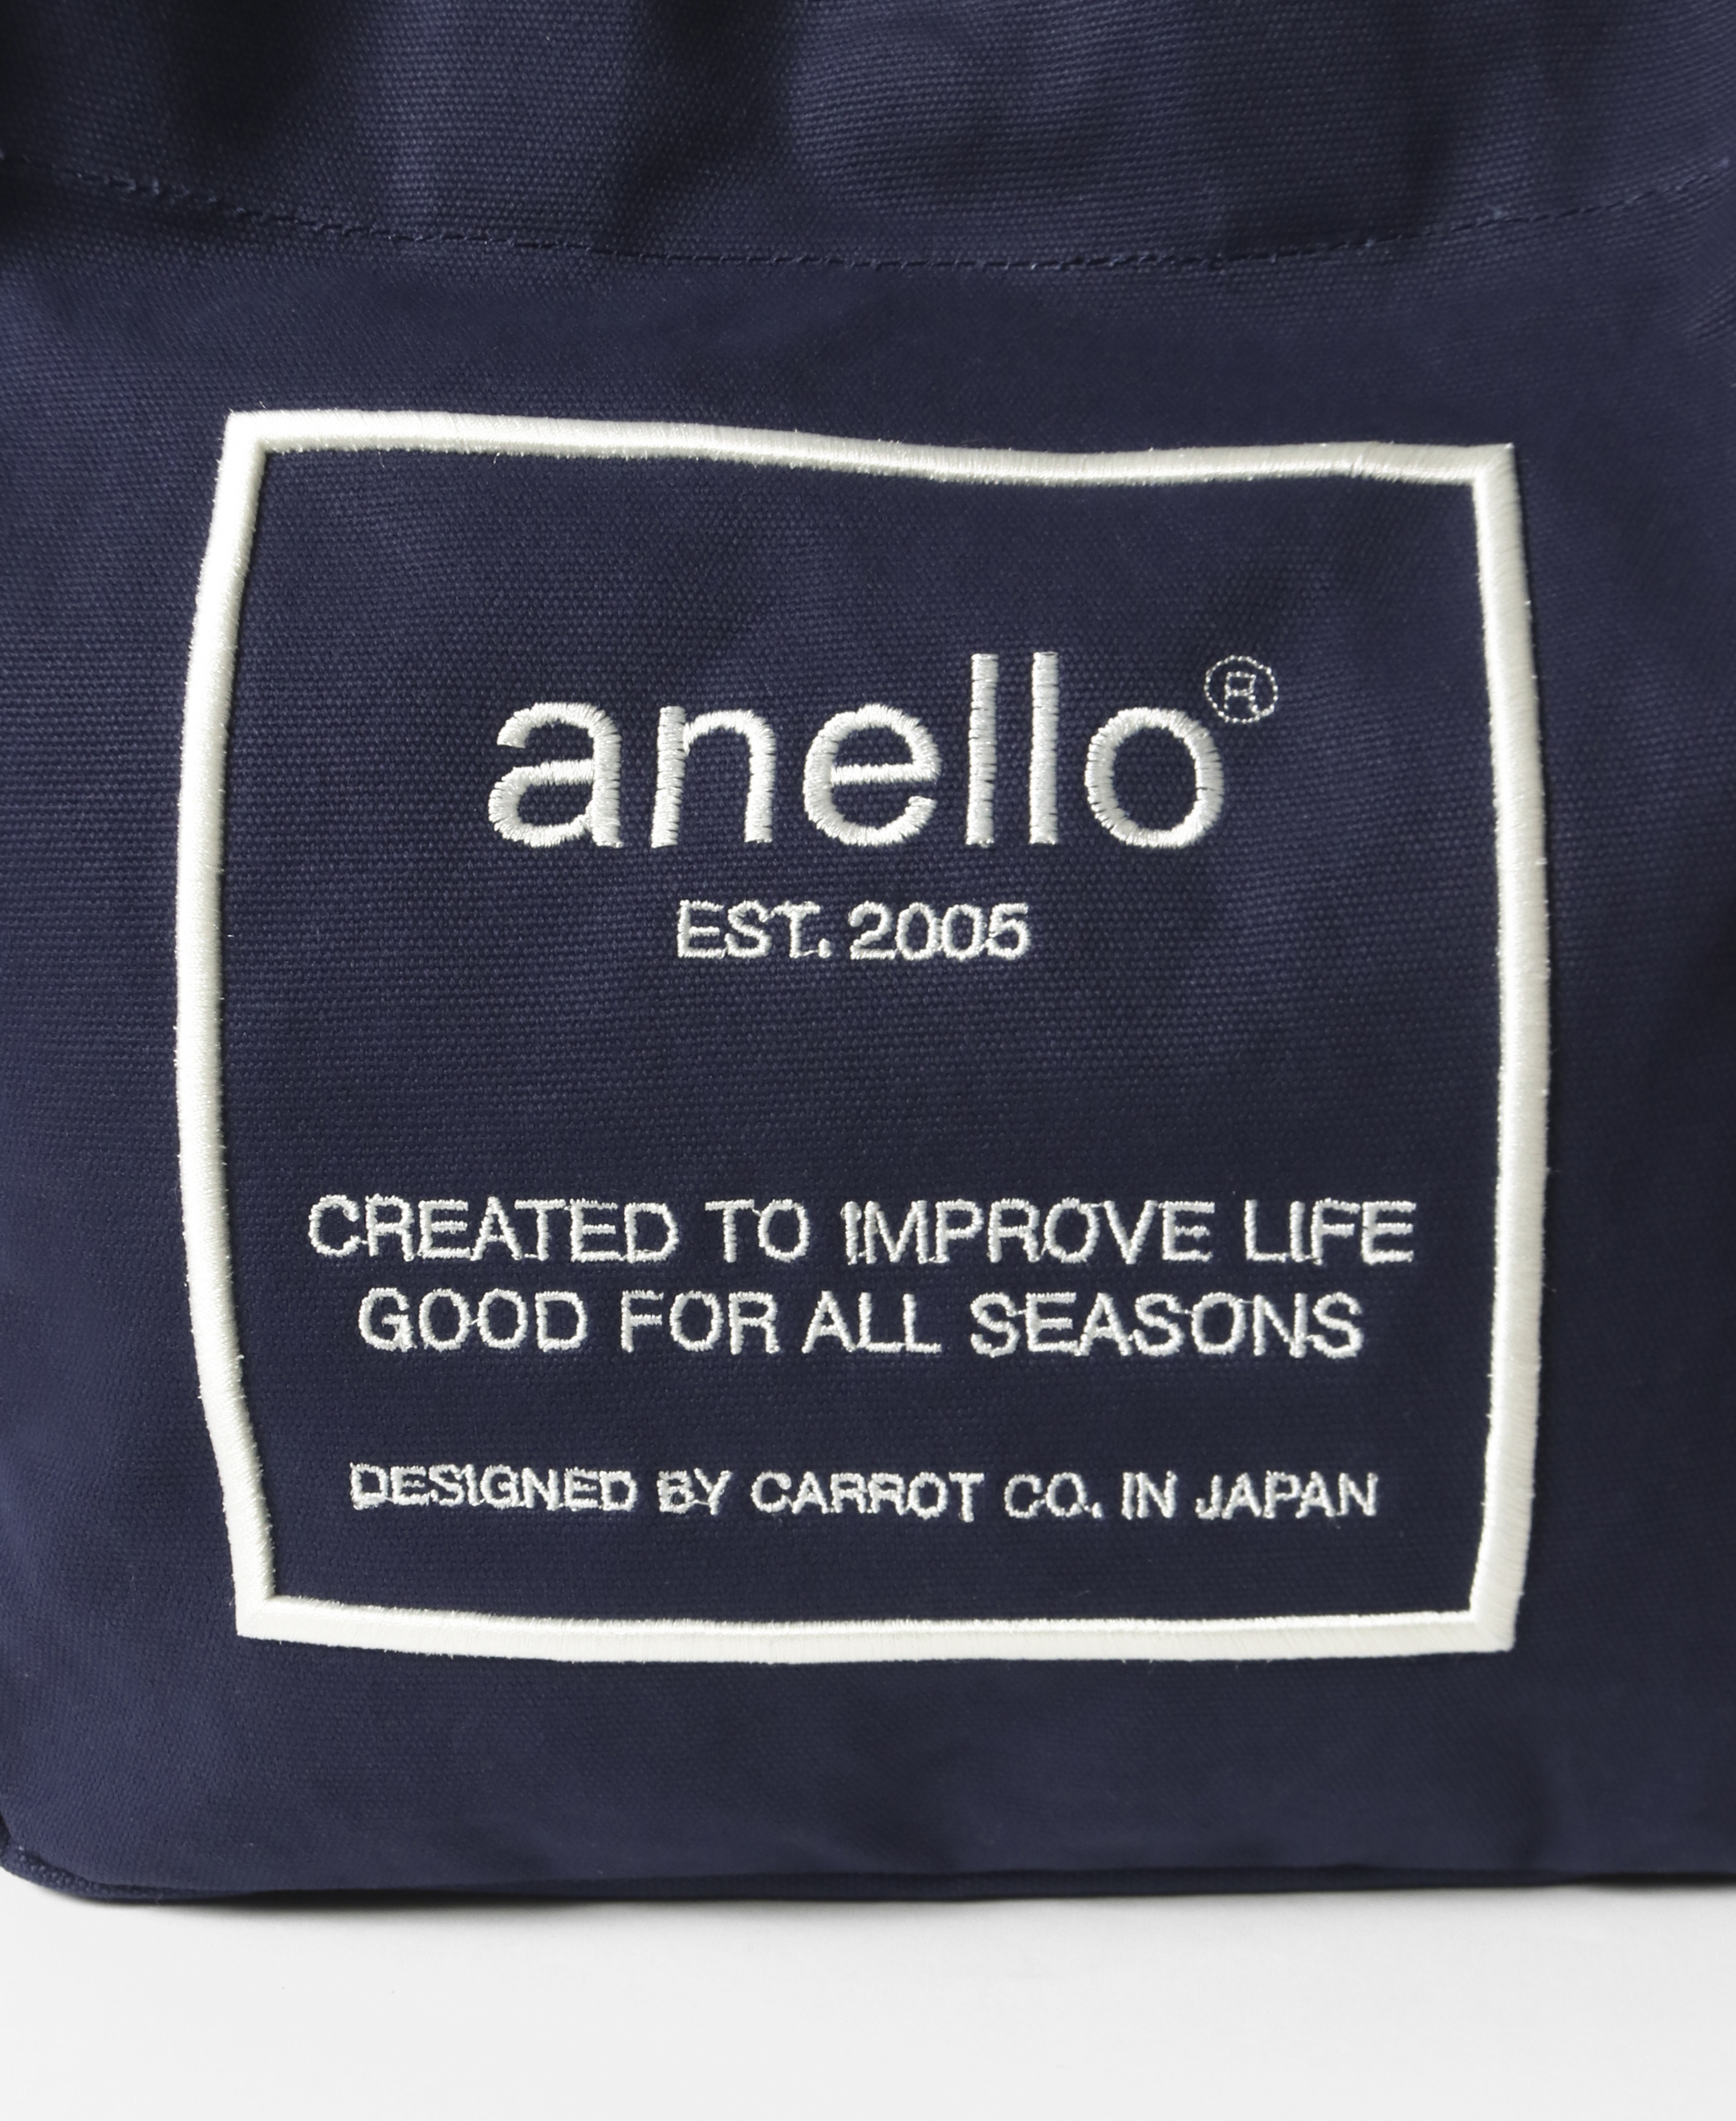 anello®
EST. 2005
CREATED TO IMPROVE LIFE
GOOD FOR ALL SEASONS
DESIGNED BY CARROT CO. IN JAPAN